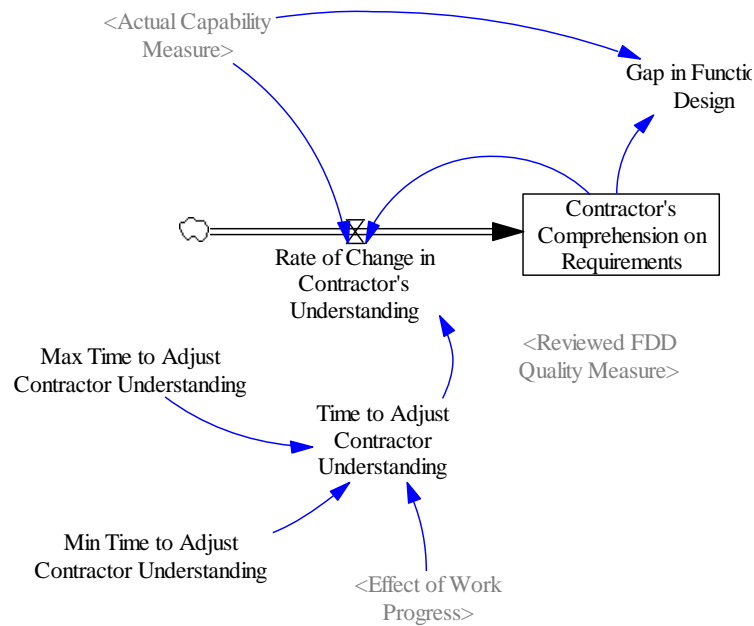 <Actual Capability
Measure>
Gap in Functio
Design
Contractor's
Comprehension on
Requirements
Rate of Change in
Contractor's
Understanding
<Reviewed FDD
Quality Measure>
Max Time to Adjust
Contractor Understanding
Time to Adjust
Contractor
Understanding
Min Time to Adjust
Contractor Understanding
<Effect of Work
Progress>